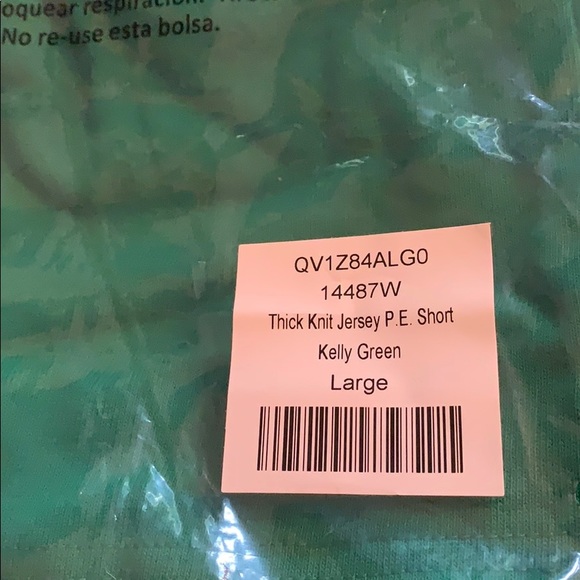 oquear respiración.
No re-use esta bolsa.
QV1Z84ALG0
14487W
Thick Knit Jersey P.E. Short
Kelly Green
Large